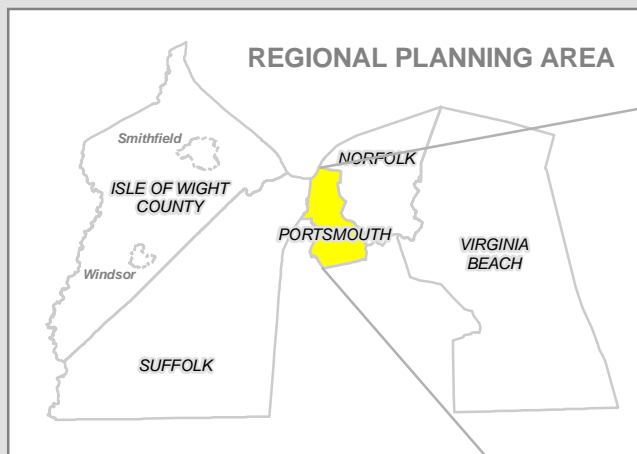 REGIONAL PLANNING AREA
Smithfield
NORFOLK
ISLE OF WIGHT
COUNTY
PORTSMOUTH
VIRGINIA
BEACH
Windsor
SUFFOLK